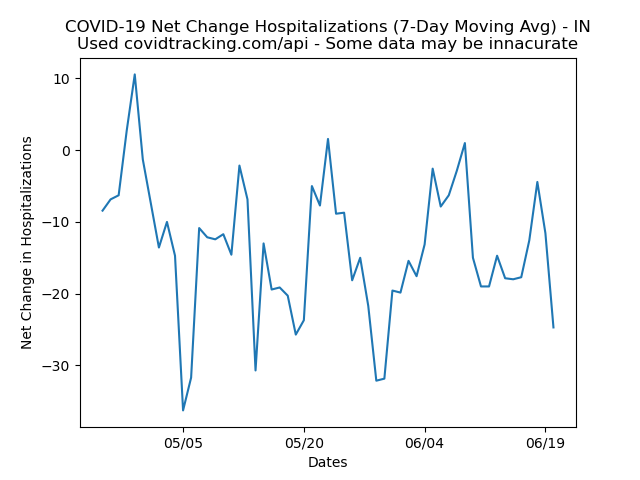 COVID-19 Net Change Hospitalizations (7-Day Moving Avg) - IN
Used covidtracking.com/api - Some data may be innacurate
10
0
−10
−20
−30
Net Change in Hospitalizations
05/05
05/20
06/04
06/19
Dates